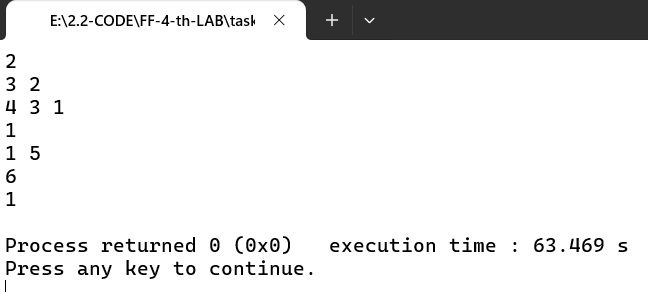 E:\2.2-CODE\FF-4-th-LAB\task
2
3 2
4 3 1
1
1 5
6
1
Process returned 0 (0x0)   execution time : 63.469 s
Press any key to continue.